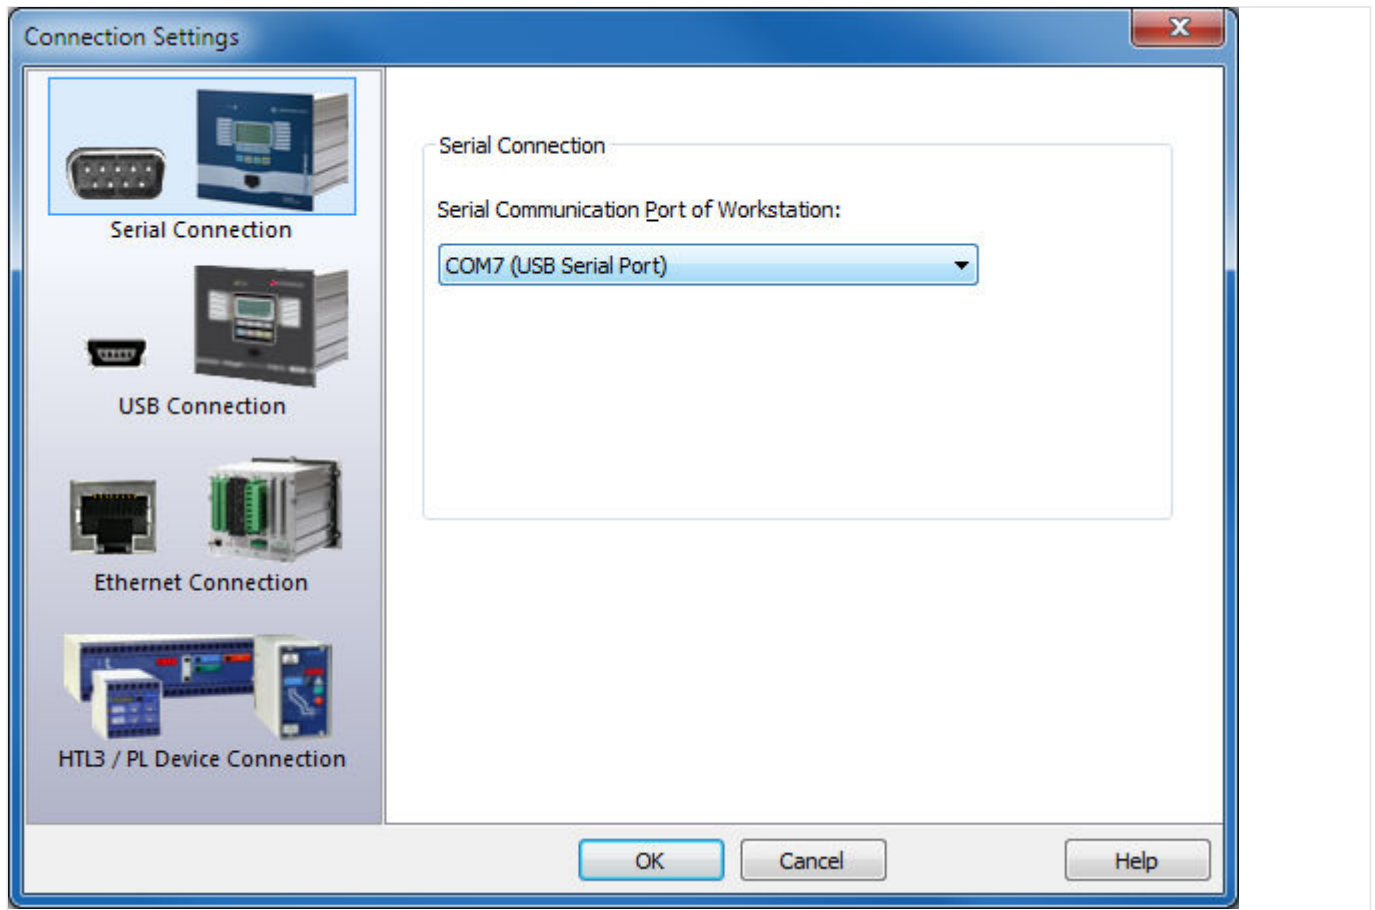 Connection Settings
Serial Connection
USB Connection
Ethernet Connection
HTL3 / PL Device Connection
Serial Connection
Serial Communication Port of Workstation:
COM7 (USB Serial Port)
OK
Cancel
Help